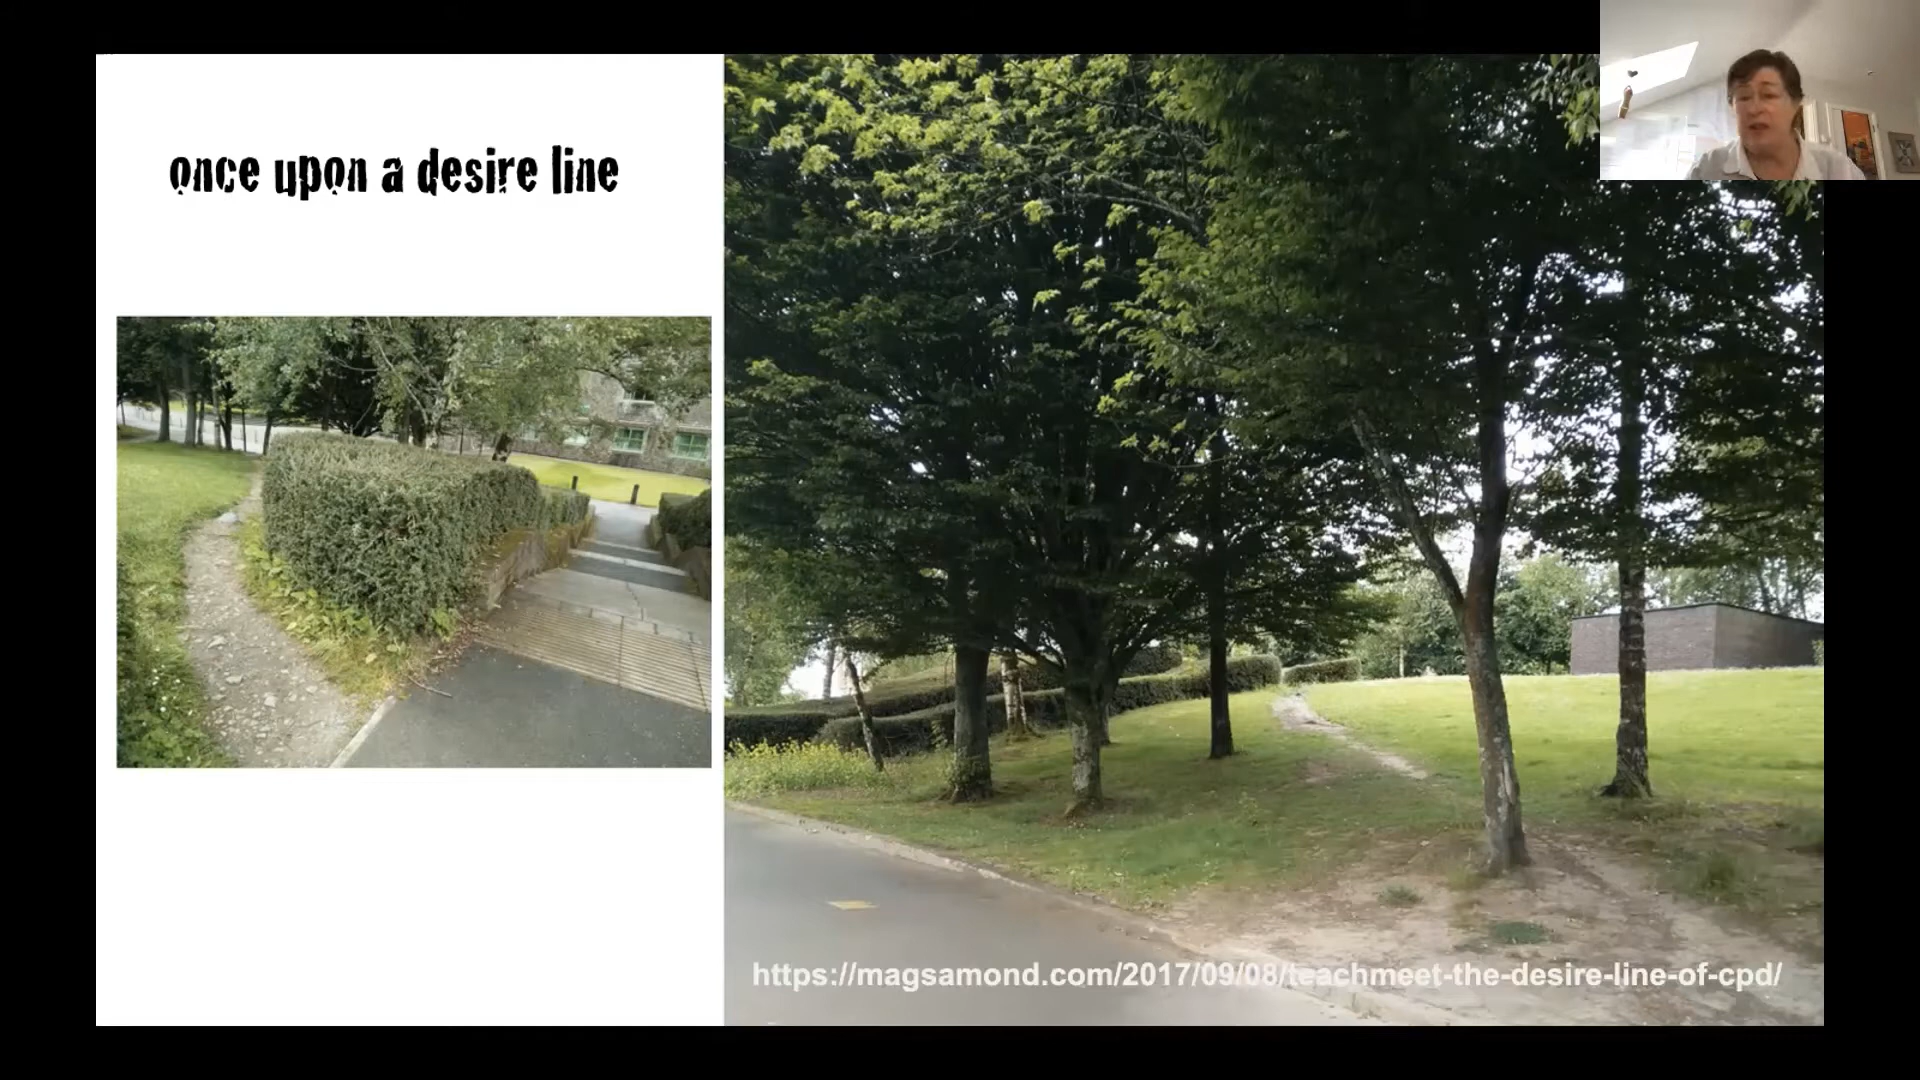 once upon a desire line
https://magsamond.com/2017/09/08/teachmeet-the-desire-line-of-cpd/